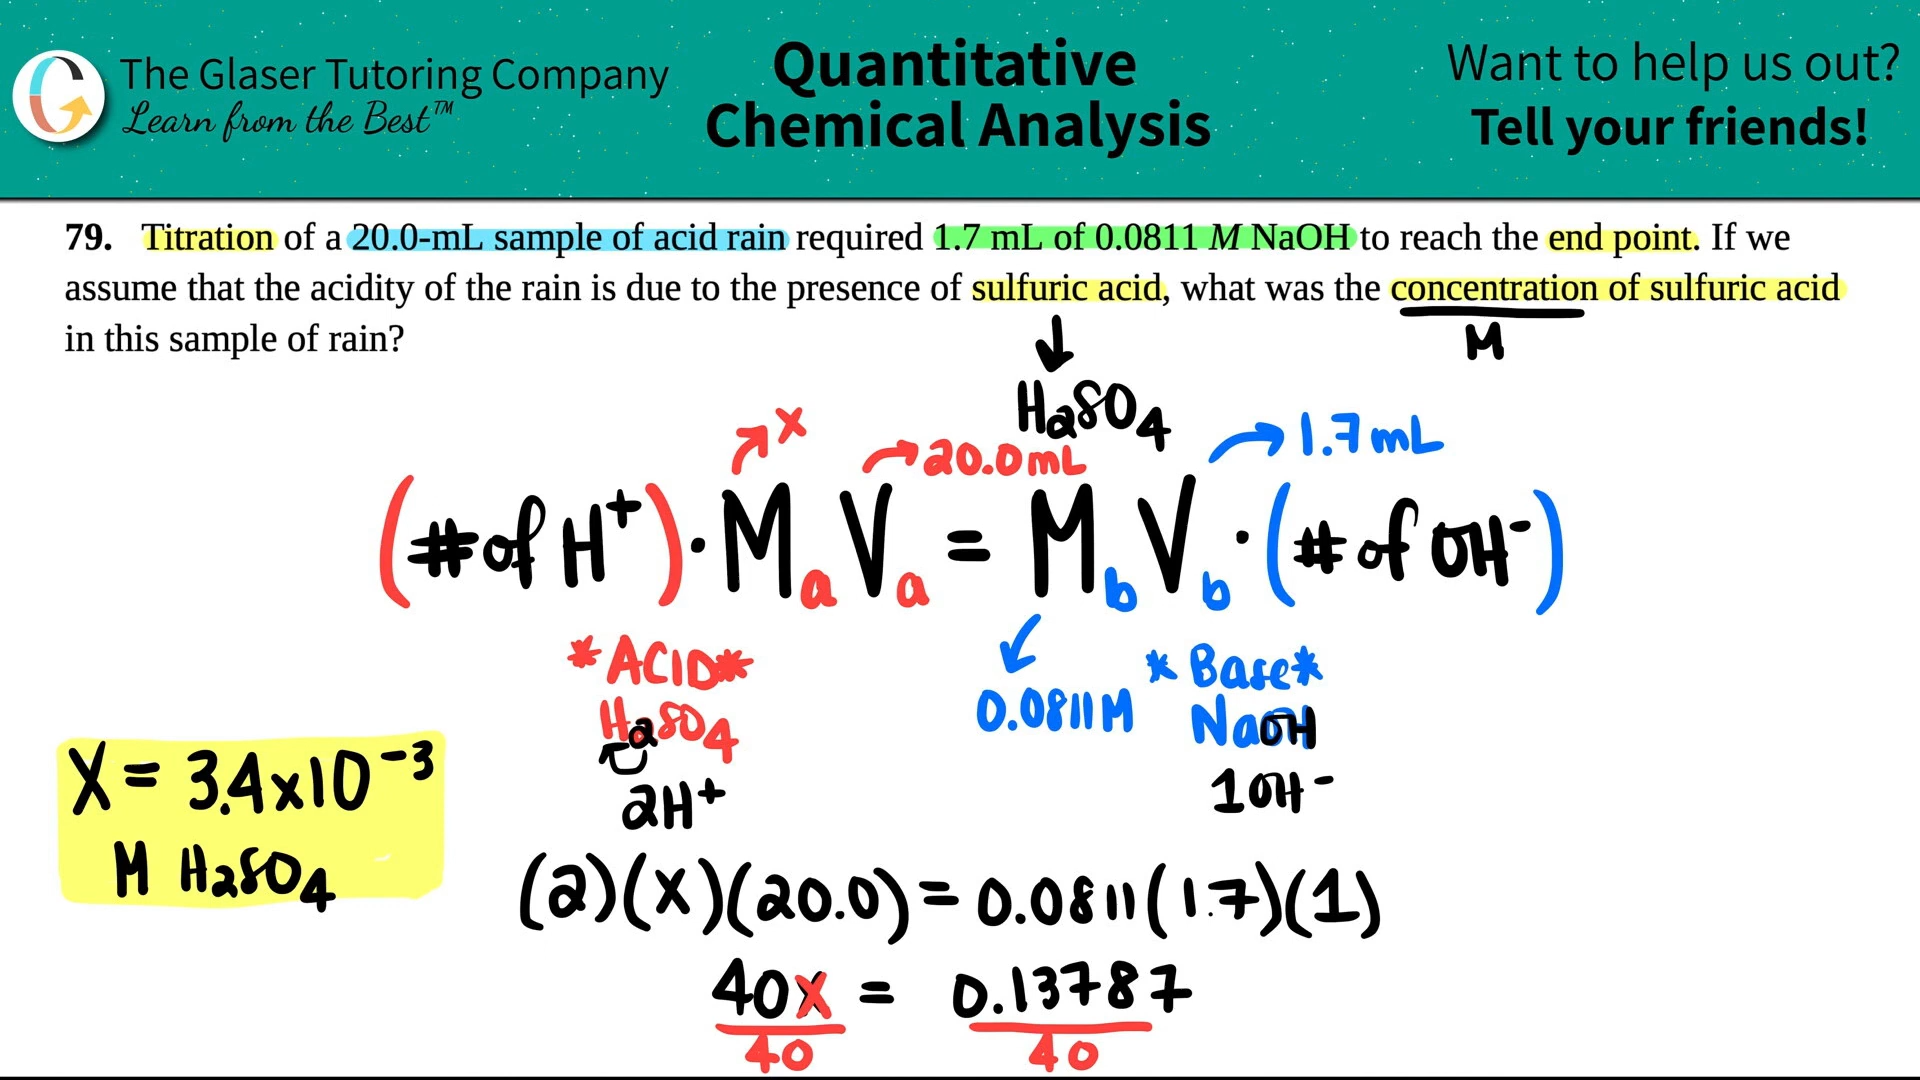 The Glaser Tutoring Company
Learn from the Best™
Quantitative
Chemical Analysis
Want to help us out?
Tell your friends!
79. Titration of a 20.0-mL sample of acid rain required 1.7 mL of 0.0811 M NaOH to reach the end point. If we
assume that the acidity of the rain is due to the presence of sulfuric acid, what was the concentration of sulfuric acid
in this sample of rain?
M
H₂SO₄
x
20.0mL
1.7mL
(# of H⁺) · MₐVₐ = M_bV_b · (# of OH⁻)
*ACID*
H₂SO₄
2H⁺
0.0811M
*Base*
NaOH
1OH⁻
X = 3.4x10⁻³
M H₂SO₄
(2)(x)(20.0) = 0.0811(1.7)(1)
40x = 0.13787
40 40